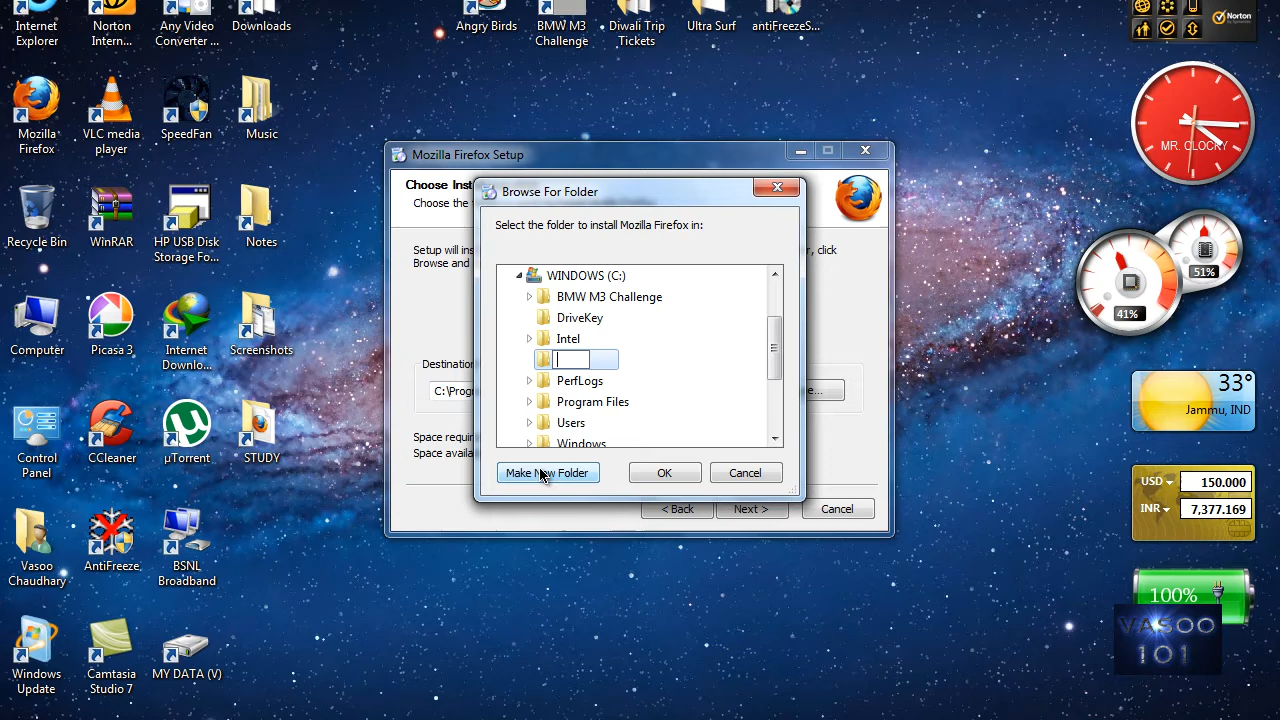 Internet
Explorer
Norton
Intern...
Any Video
Converter ...
Downloads
Angry Birds
BMW M3
Challenge
Diwali Trip
Tickets
Ultra Surf
antiFreezeS...
Norton
Mozilla
Firefox
VLC media
player
SpeedFan
Music
MR. CLOCKY
Recycle Bin
WinRAR
HP USB Disk
Storage Fo...
Notes
51%
41%
Computer
Picasa 3
Internet
Downlo...
Screenshots
33°
Jammu, IND
Control
Panel
CCleaner
µTorrent
STUDY
USD
150.000
INR
7,377.169
Vasoo
Chaudhary
AntiFreeze
BSNL
Broadband
100%
VASOO
101
Windows
Update
Camtasia
Studio 7
MY DATA (V)
Mozilla Firefox Setup
Choose Inst
Choose the
Setup will ins
r, click
Browse and
Destination
C:\Progr
e...
Space requir
Space availa
< Back
Next >
Cancel
Browse For Folder
Select the folder to install Mozilla Firefox in:
WINDOWS (C:)
BMW M3 Challenge
DriveKey
Intel
PerfLogs
Program Files
Users
Windows
Make New Folder
OK
Cancel